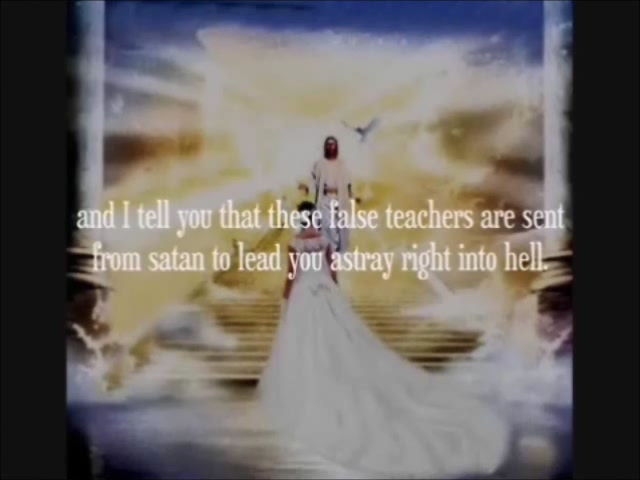 and I tell you that these false teachers are sent
from satan to lead you astray right into hell.